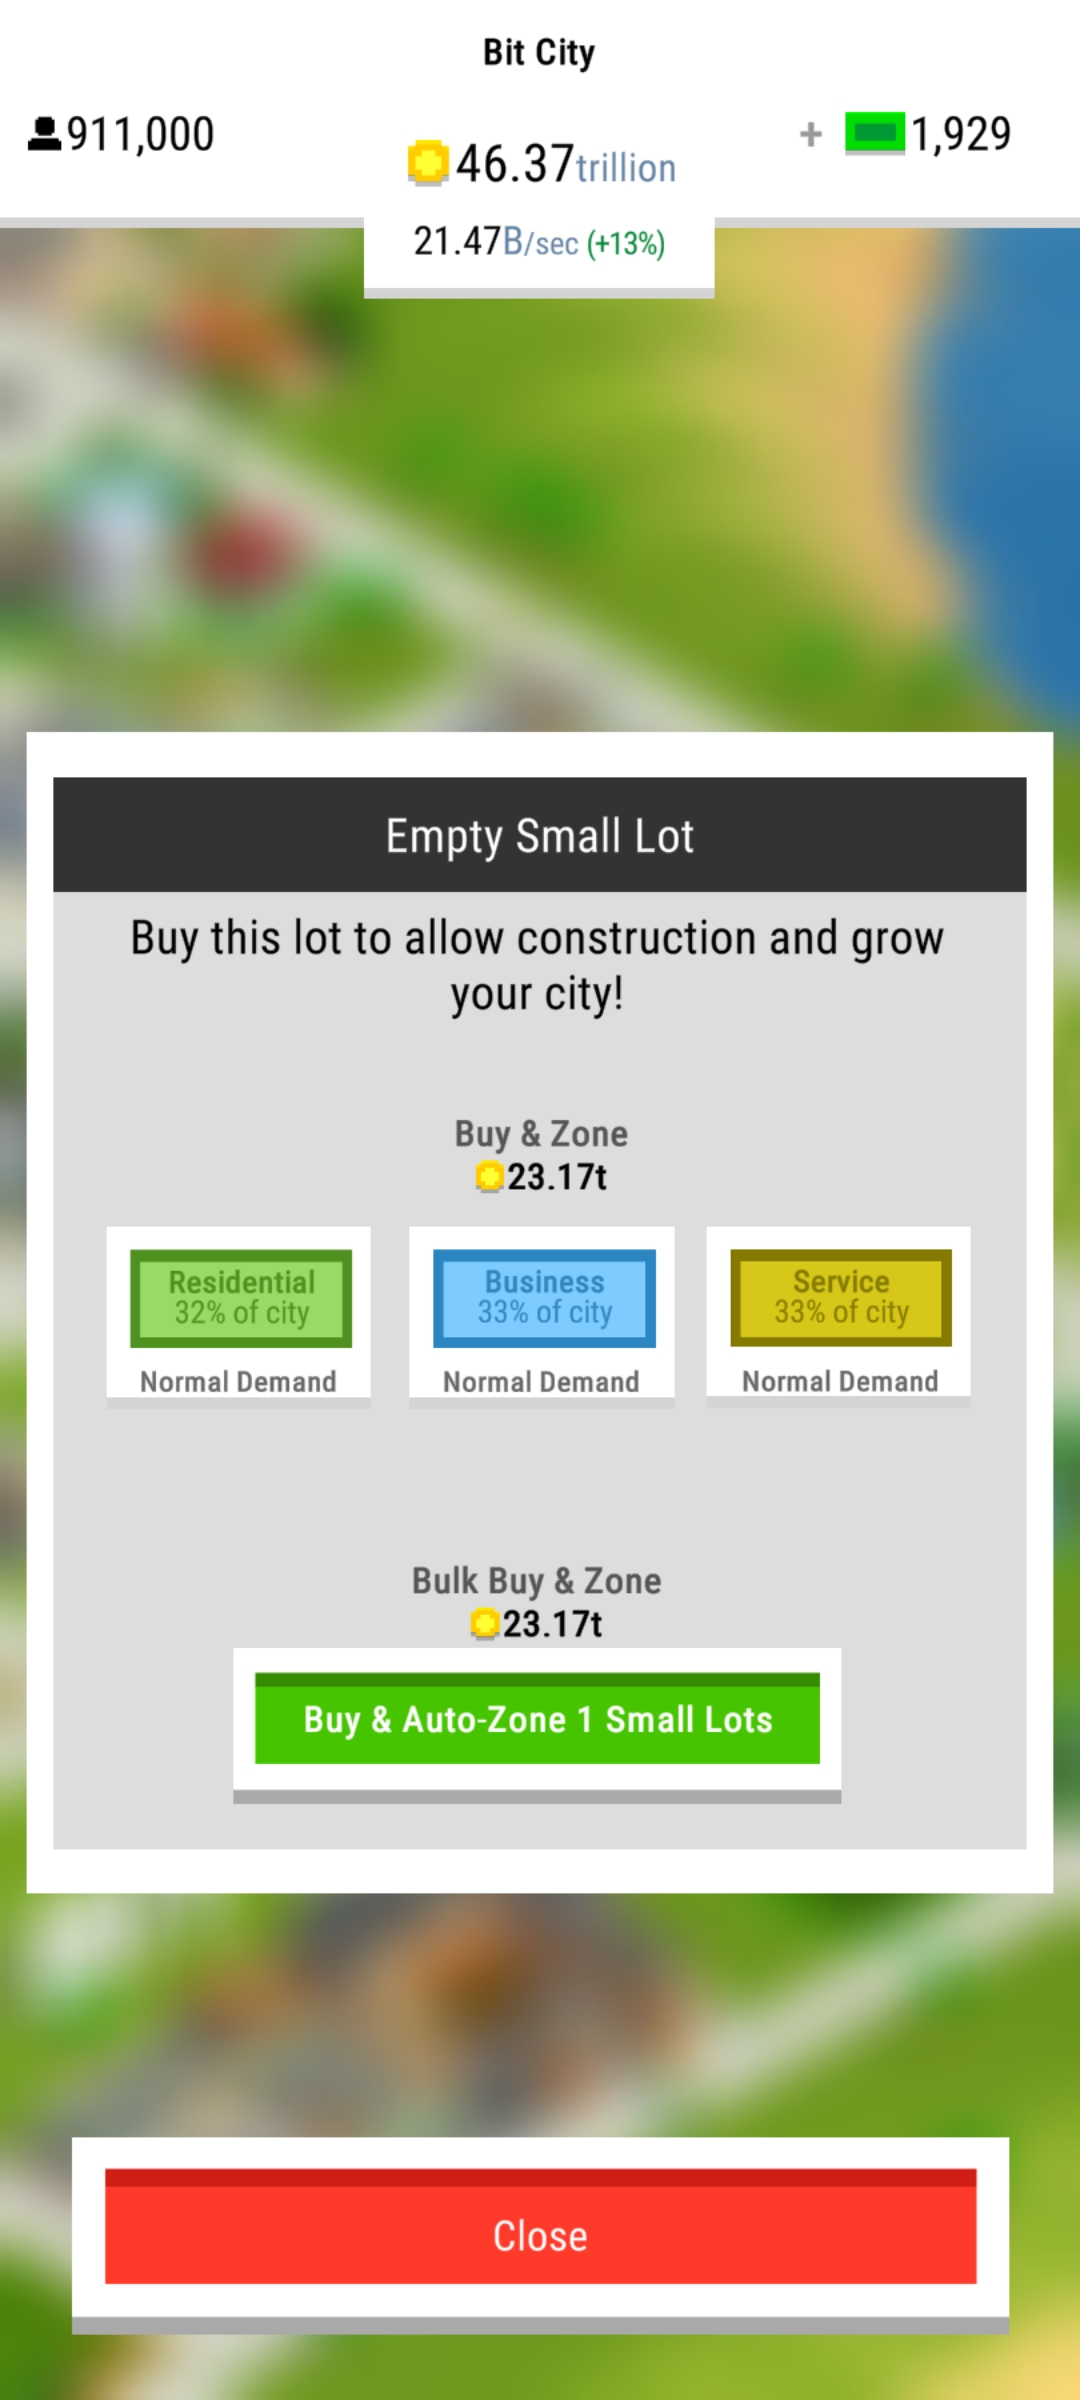 Bit City
911,000
46.37trillion
+ 1,929
21.47B/sec (+13%)
Empty Small Lot
Buy this lot to allow construction and grow
your city!
Buy & Zone
23.17t
Residential
32% of city
Normal Demand
Business
33% of city
Normal Demand
Service
33% of city
Normal Demand
Bulk Buy & Zone
23.17t
Buy & Auto-Zone 1 Small Lots
Close